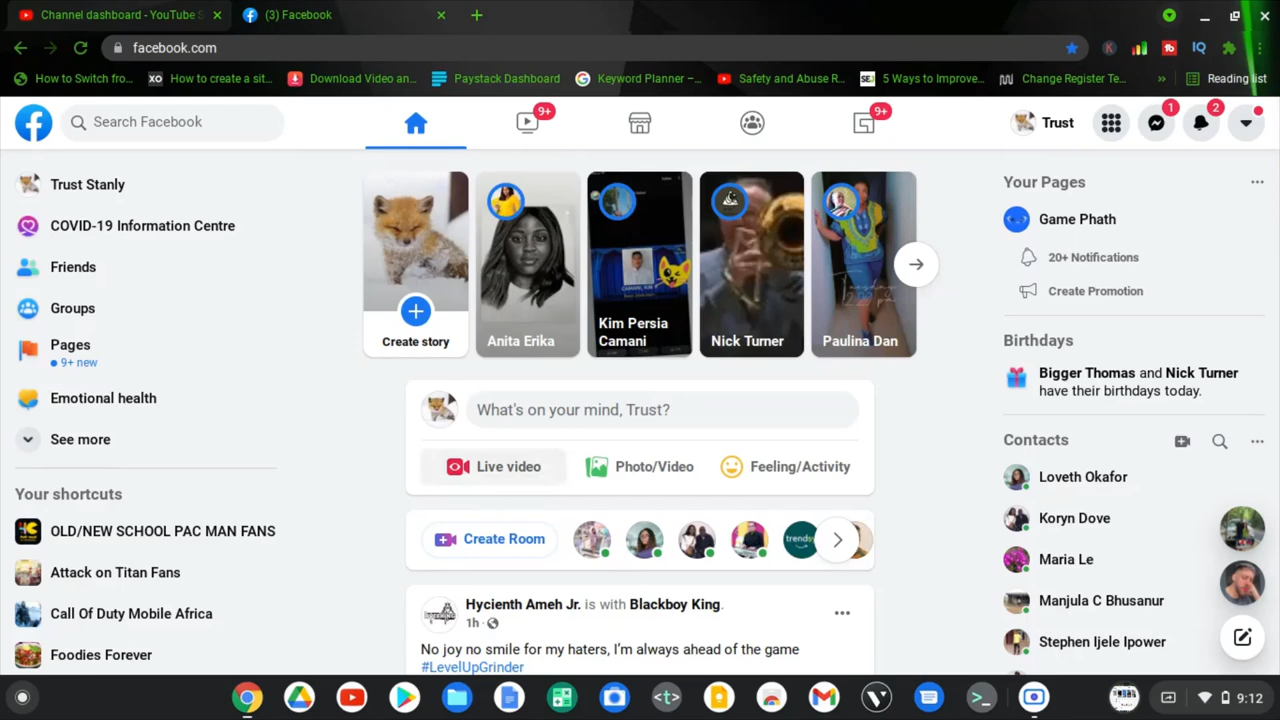 Channel dashboard - YouTube S
(3) Facebook
facebook.com
How to Switch fro...
XO How to create a sit...
Download Video an...
Paystack Dashboard
Keyword Planner –...
Safety and Abuse R...
SEJ 5 Ways to Improve...
Change Register Te...
»
Reading list
Search Facebook
9+
9+
Trust
1
2
Trust Stanly
COVID-19 Information Centre
Friends
Groups
Pages
9+ new
Emotional health
See more
Your shortcuts
OLD/NEW SCHOOL PAC MAN FANS
Attack on Titan Fans
Call Of Duty Mobile Africa
Foodies Forever
Create story
Anita Erika
Kim Persia
Camani
Nick Turner
Paulina Dan
What's on your mind, Trust?
Live video
Photo/Video
Feeling/Activity
Create Room
trends
Hycienth Ameh Jr. is with Blackboy King.
1h ·
No joy no smile for my haters, I'm always ahead of the game
#LevelUpGrinder
Your Pages
Game Phath
20+ Notifications
Create Promotion
Birthdays
Bigger Thomas and Nick Turner
have their birthdays today.
Contacts
Loveth Okafor
Koryn Dove
Maria Le
Manjula C Bhusanur
Stephen Ijele Ipower
<t>
9:12